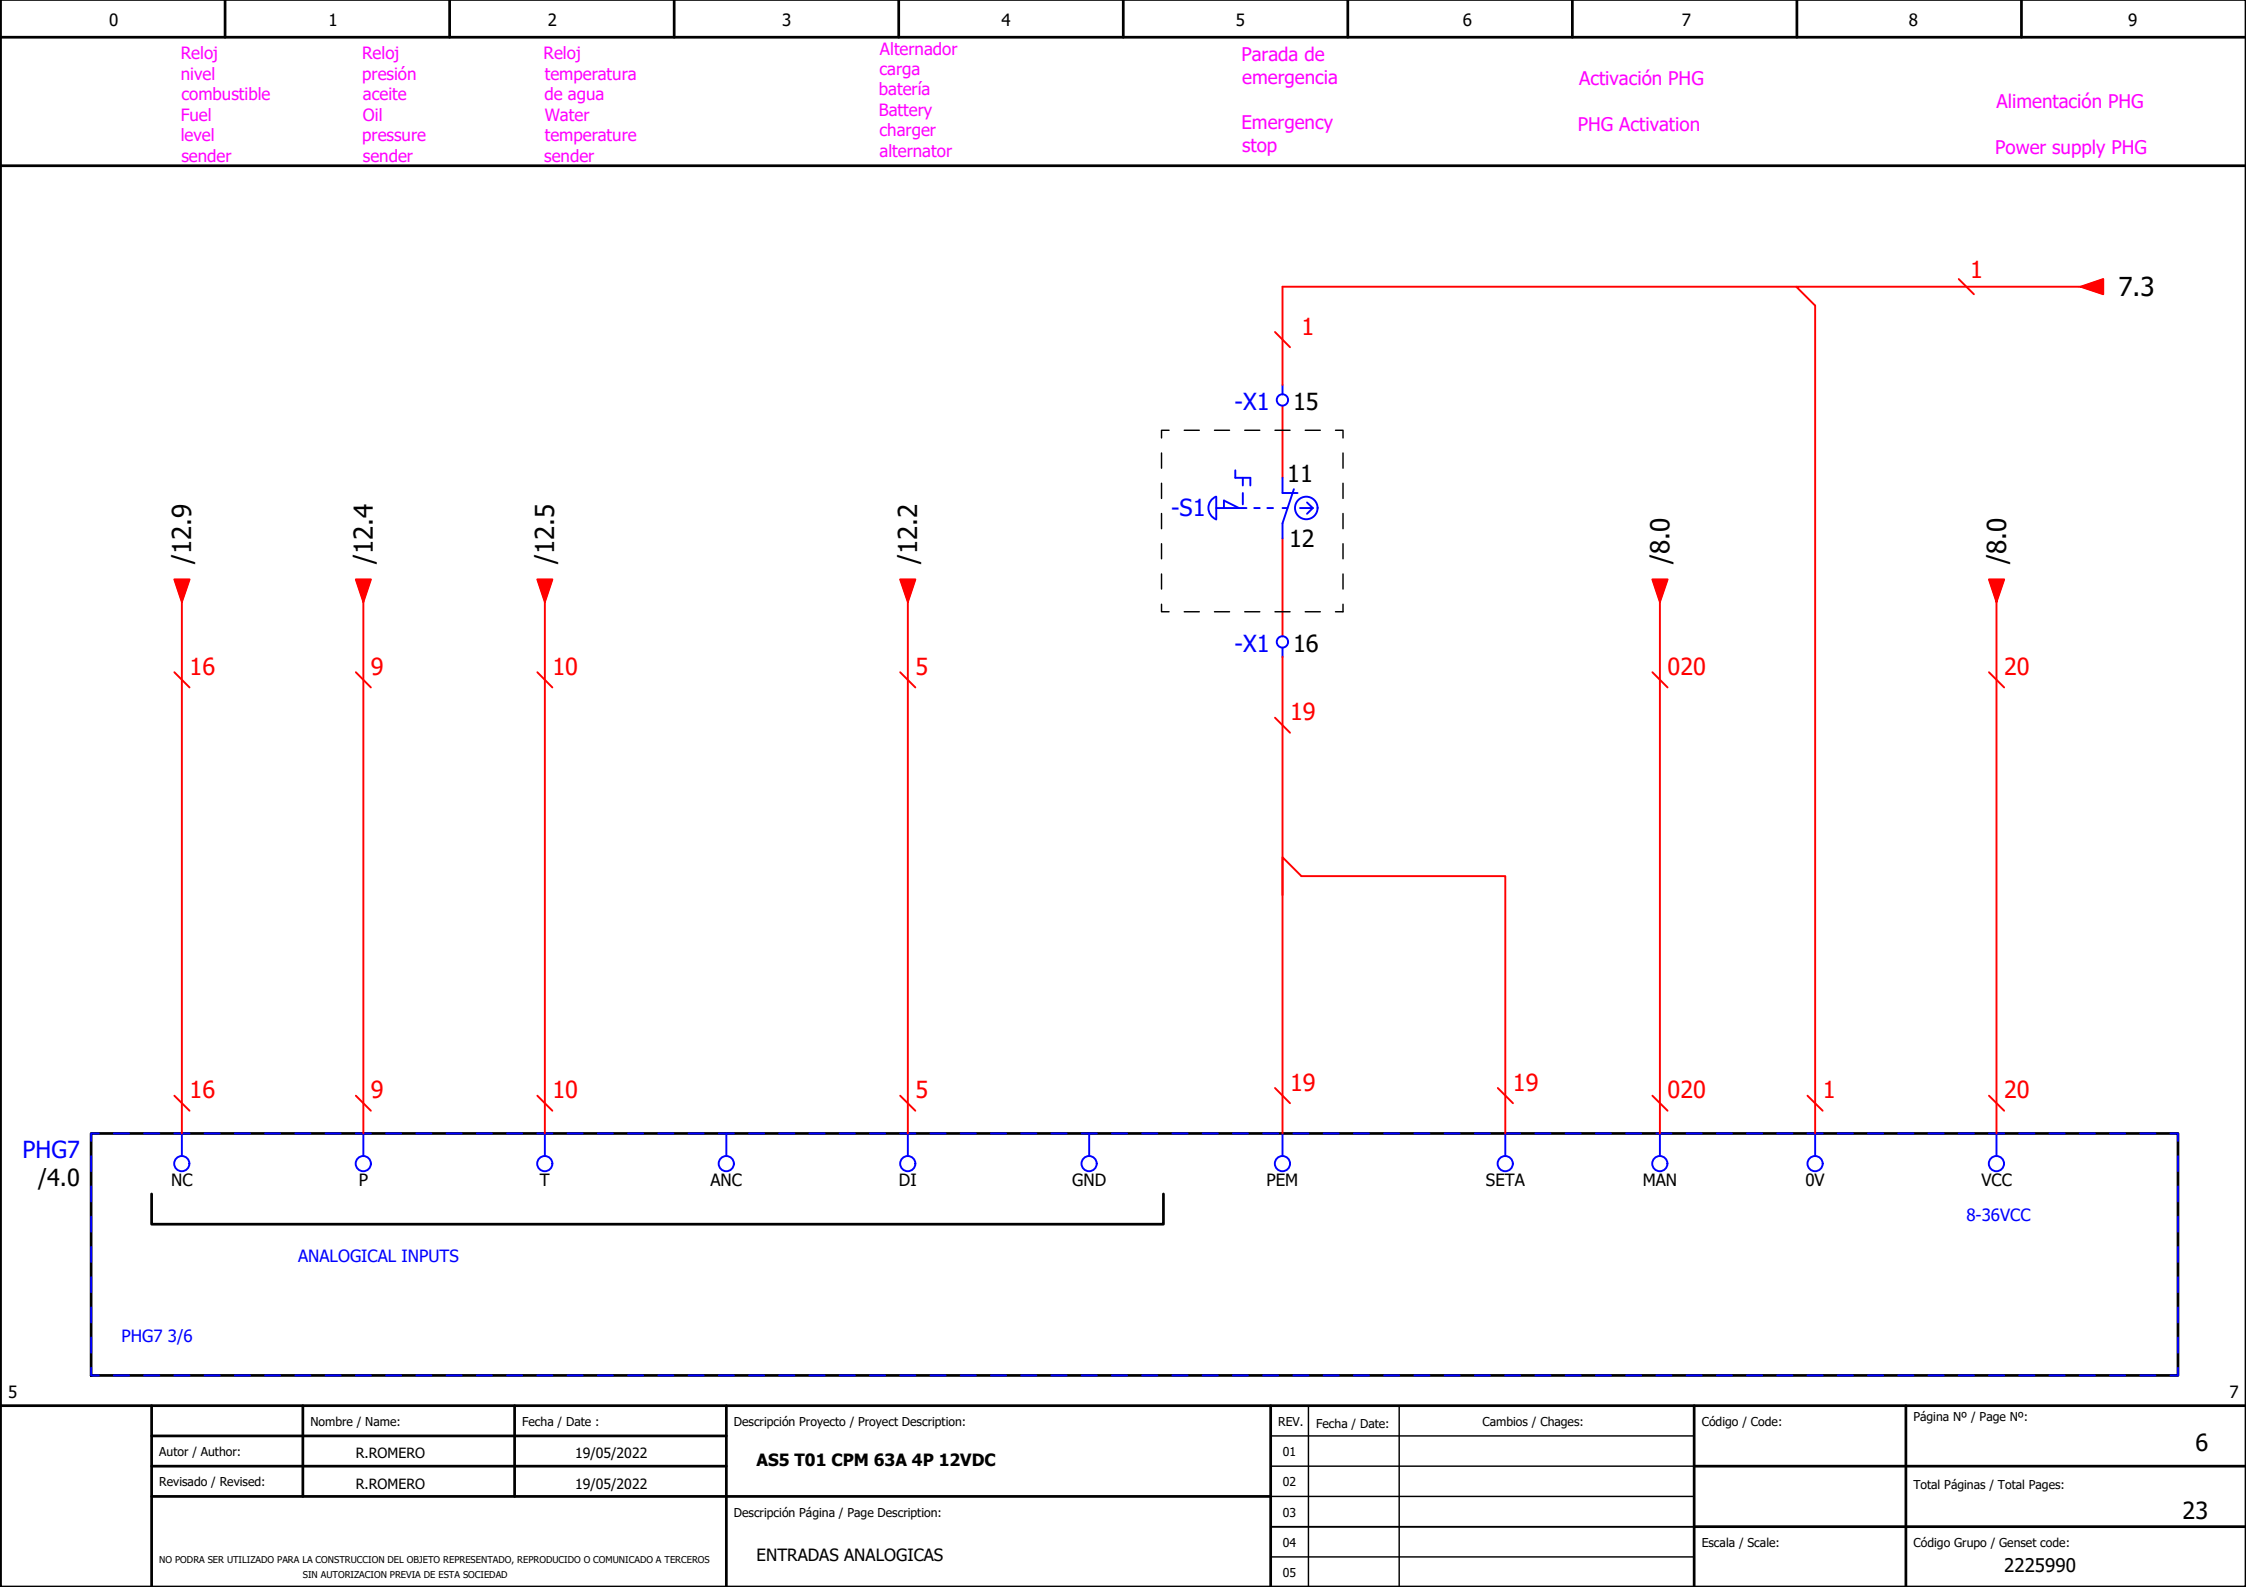 0 1 2 3 4 5 6 7 8 9
Reloj
nivel
combustible
Fuel
level
sender
Reloj
presión
aceite
Oil
pressure
sender
Reloj
temperatura
de agua
Water
temperature
sender
Alternador
carga
batería
Battery
charger
alternator
Parada de
emergencia
Emergency
stop
Activación PHG
PHG Activation
Alimentación PHG
Power supply PHG
1
7.3
1
-X1 15
11
-S1
12
-X1 16
/12.9
/12.4
/12.5
/12.2
/8.0
/8.0
16 9 10 5 020 20
19
16 9 10 5 19 19 020 1 20
PHG7
/4.0
NC P T ANC DI GND PEM SETA MAN 0V VCC
8-36VCC
ANALOGICAL INPUTS
PHG7 3/6
5
7
Nombre / Name:
Fecha / Date :
Autor / Author:
R.ROMERO
19/05/2022
Revisado / Revised:
R.ROMERO
19/05/2022
NO PODRA SER UTILIZADO PARA LA CONSTRUCCION DEL OBJETO REPRESENTADO, REPRODUCIDO O COMUNICADO A TERCEROS
SIN AUTORIZACION PREVIA DE ESTA SOCIEDAD
Descripción Proyecto / Proyect Description:
AS5 T01 CPM 63A 4P 12VDC
Descripción Página / Page Description:
ENTRADAS ANALOGICAS
REV.
Fecha / Date:
Cambios / Chages:
01
02
03
04
05
Código / Code:
Escala / Scale:
Página Nº / Page Nº:
6
Total Páginas / Total Pages:
23
Código Grupo / Genset code:
2225990